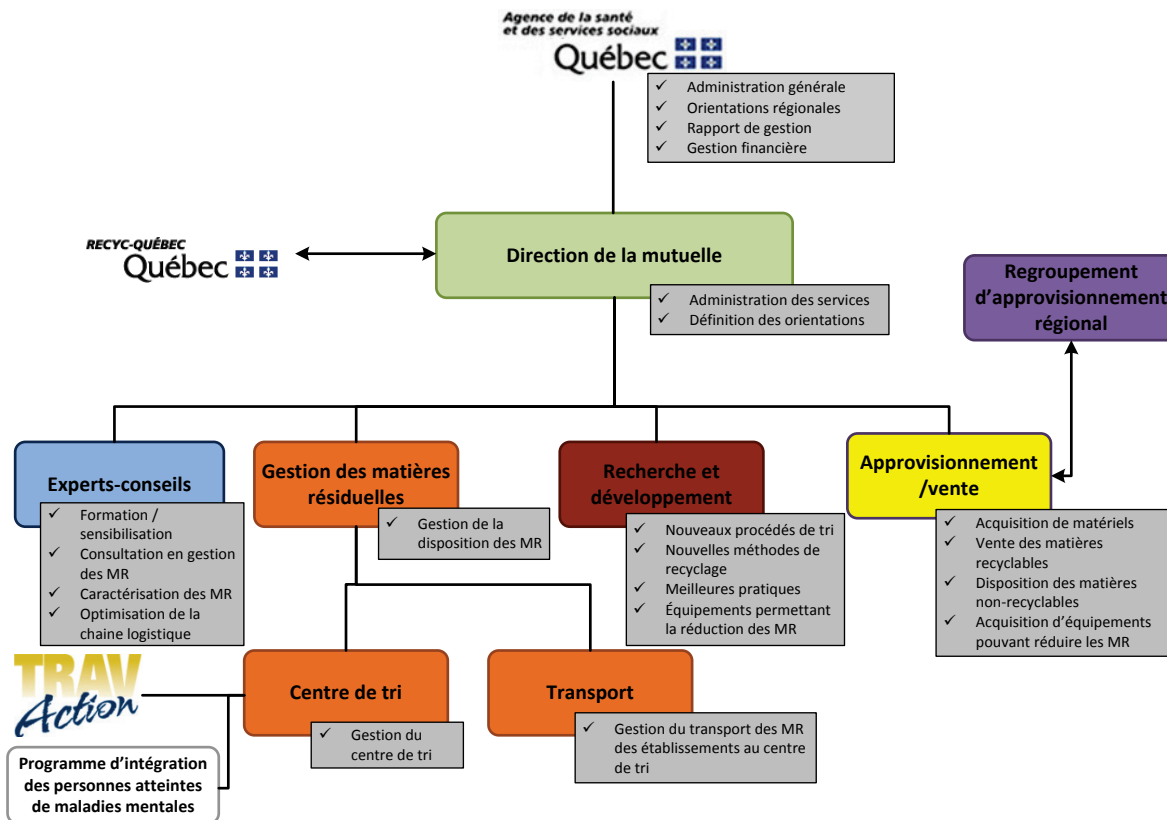 Agence de la santé
et des services sociaux
Québec
✓ Administration générale
✓ Orientations régionales
✓ Rapport de gestion
✓ Gestion financière
RECYC-QUÉBEC
Québec
Direction de la mutuelle
✓ Administration des services
✓ Définition des orientations
Regroupement
d'approvisionnement
régional
Experts-conseils
✓ Formation /
sensibilisation
✓ Consultation en gestion
des MR
✓ Caractérisation des MR
✓ Optimisation de la
chaine logistique
Gestion des matières
résiduelles
✓ Gestion de la
disposition des MR
Recherche et
développement
✓ Nouveaux procédés de tri
✓ Nouvelles méthodes de
recyclage
✓ Meilleures pratiques
✓ Équipements permettant
la réduction des MR
Approvisionnement
/vente
✓ Acquisition de matériels
✓ Vente des matières
recyclables
✓ Disposition des matières
non-recyclables
✓ Acquisition d'équipements
pouvant réduire les MR
TRAV
Action
Programme d'intégration
des personnes atteintes
de maladies mentales
Centre de tri
✓ Gestion du
centre de tri
Transport
✓ Gestion du transport des MR
des établissements au centre
de tri